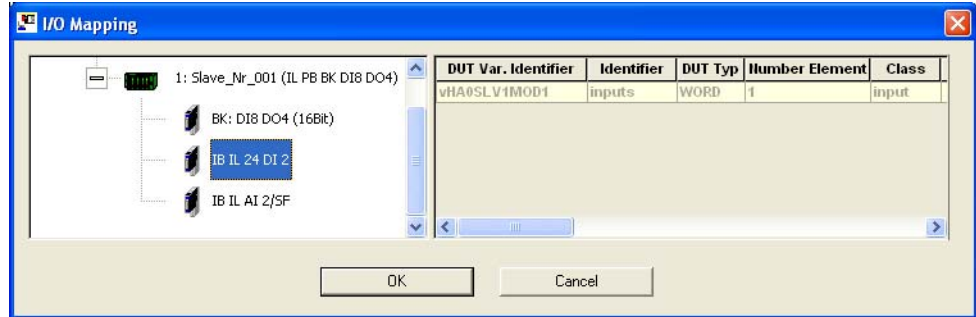 I/O Mapping
1: Slave_Nr_001 (IL PB BK DI8 DO4)
BK: DI8 DO4 (16Bit)
IB IL 24 DI 2
IB IL AI 2/SF
DUT Var. Identifier Identifier DUT Typ Number Element Class
vHA0SLV1MOD1 inputs WORD 1 input
OK Cancel